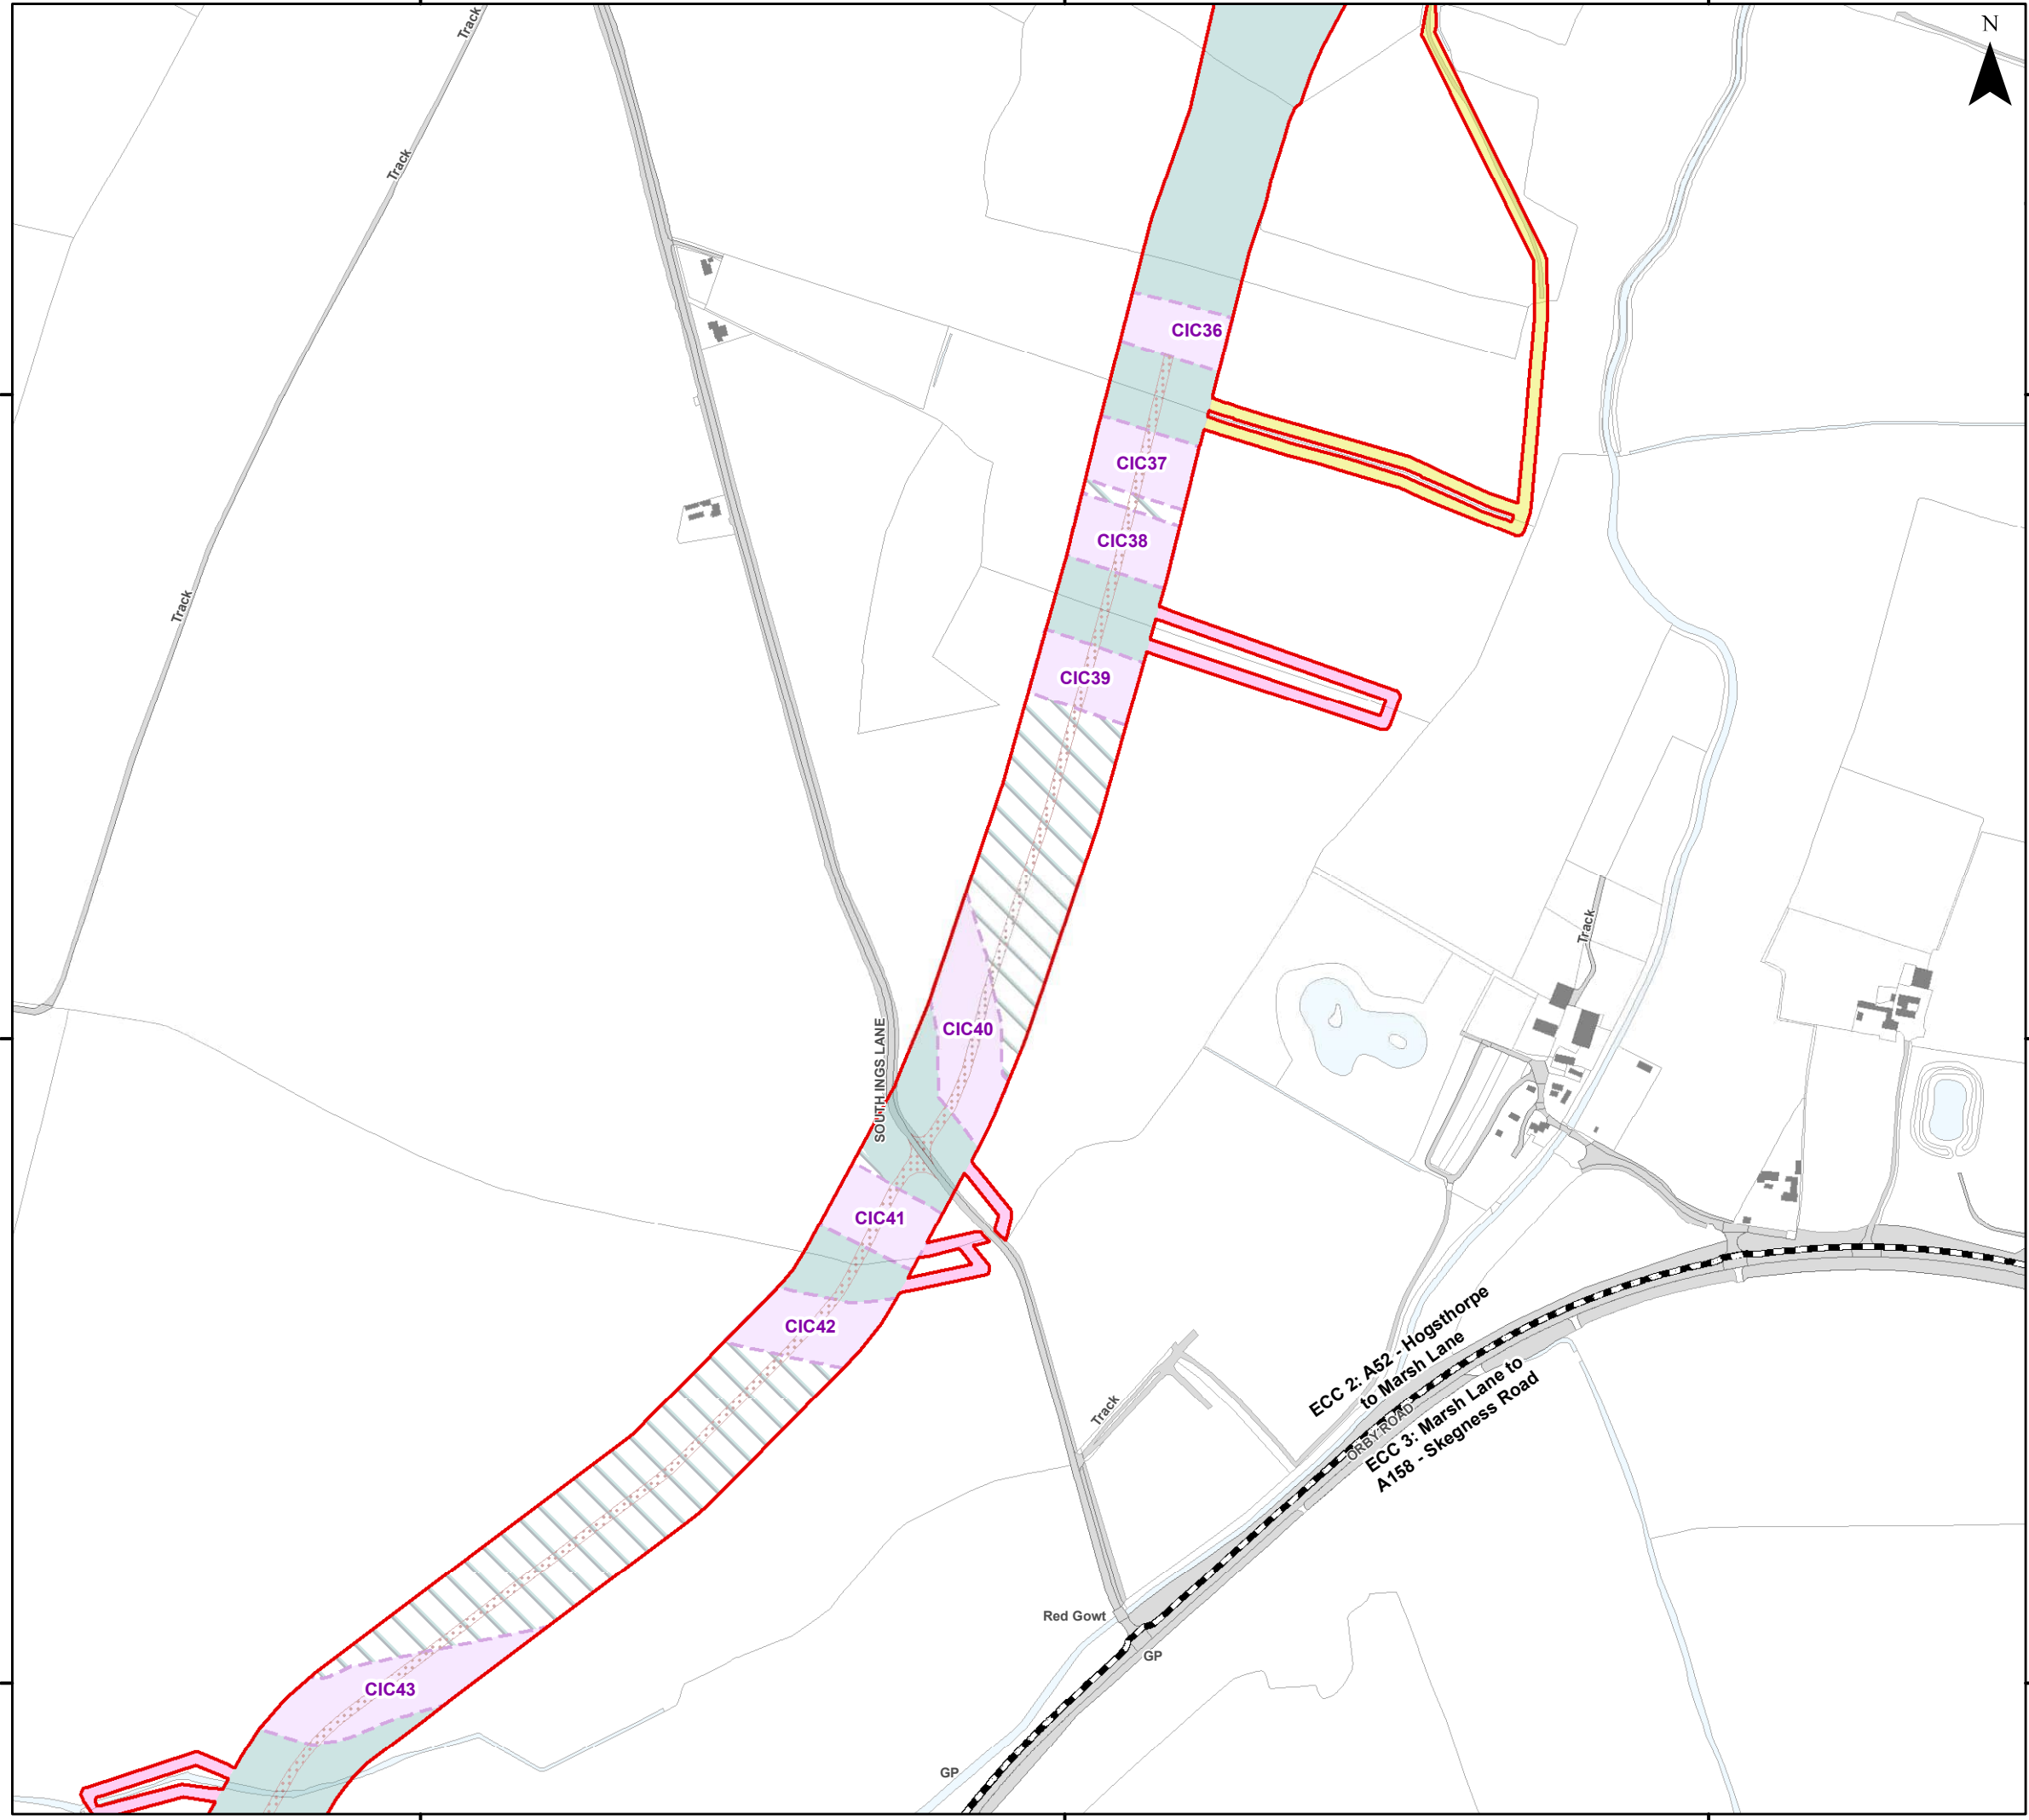 Track
N
Track
CIC36
CIC37
CIC38
Track
CIC39
Track
CIC40
SOUTH INGS LANE
CIC41
CIC42
ECC 2: A52 - Hogsthorpe
to Marsh Lane
Track
ORBY ROAD
ECC 3: Marsh Lane to
A158 - Skegness Road
Red Gowt
GP
CIC43
GP